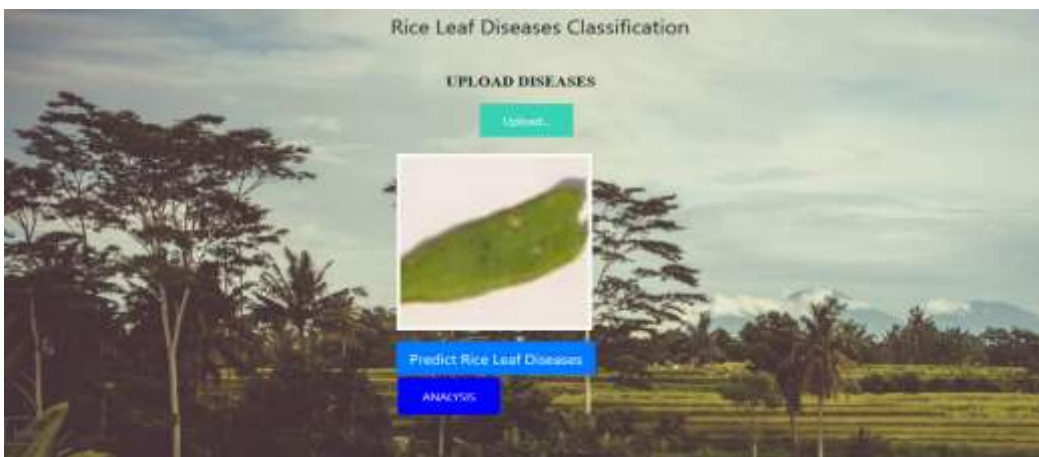 Rice Leaf Diseases Classification
UPLOAD DISEASES
Upload..
Predict Rice Leaf Diseases
ANALYSIS